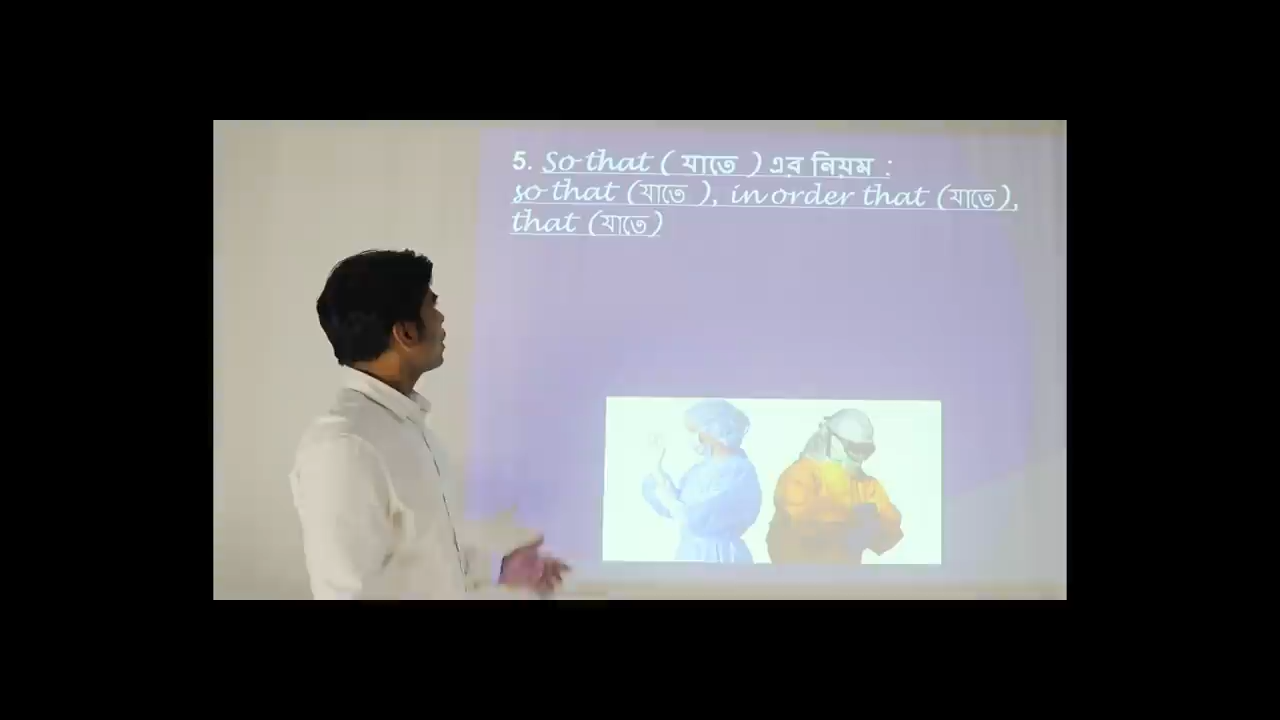 5. So that ( যাতে ) এর নিয়ম :
so that (যাতে ), in order that (যাতে),
that (যাতে)